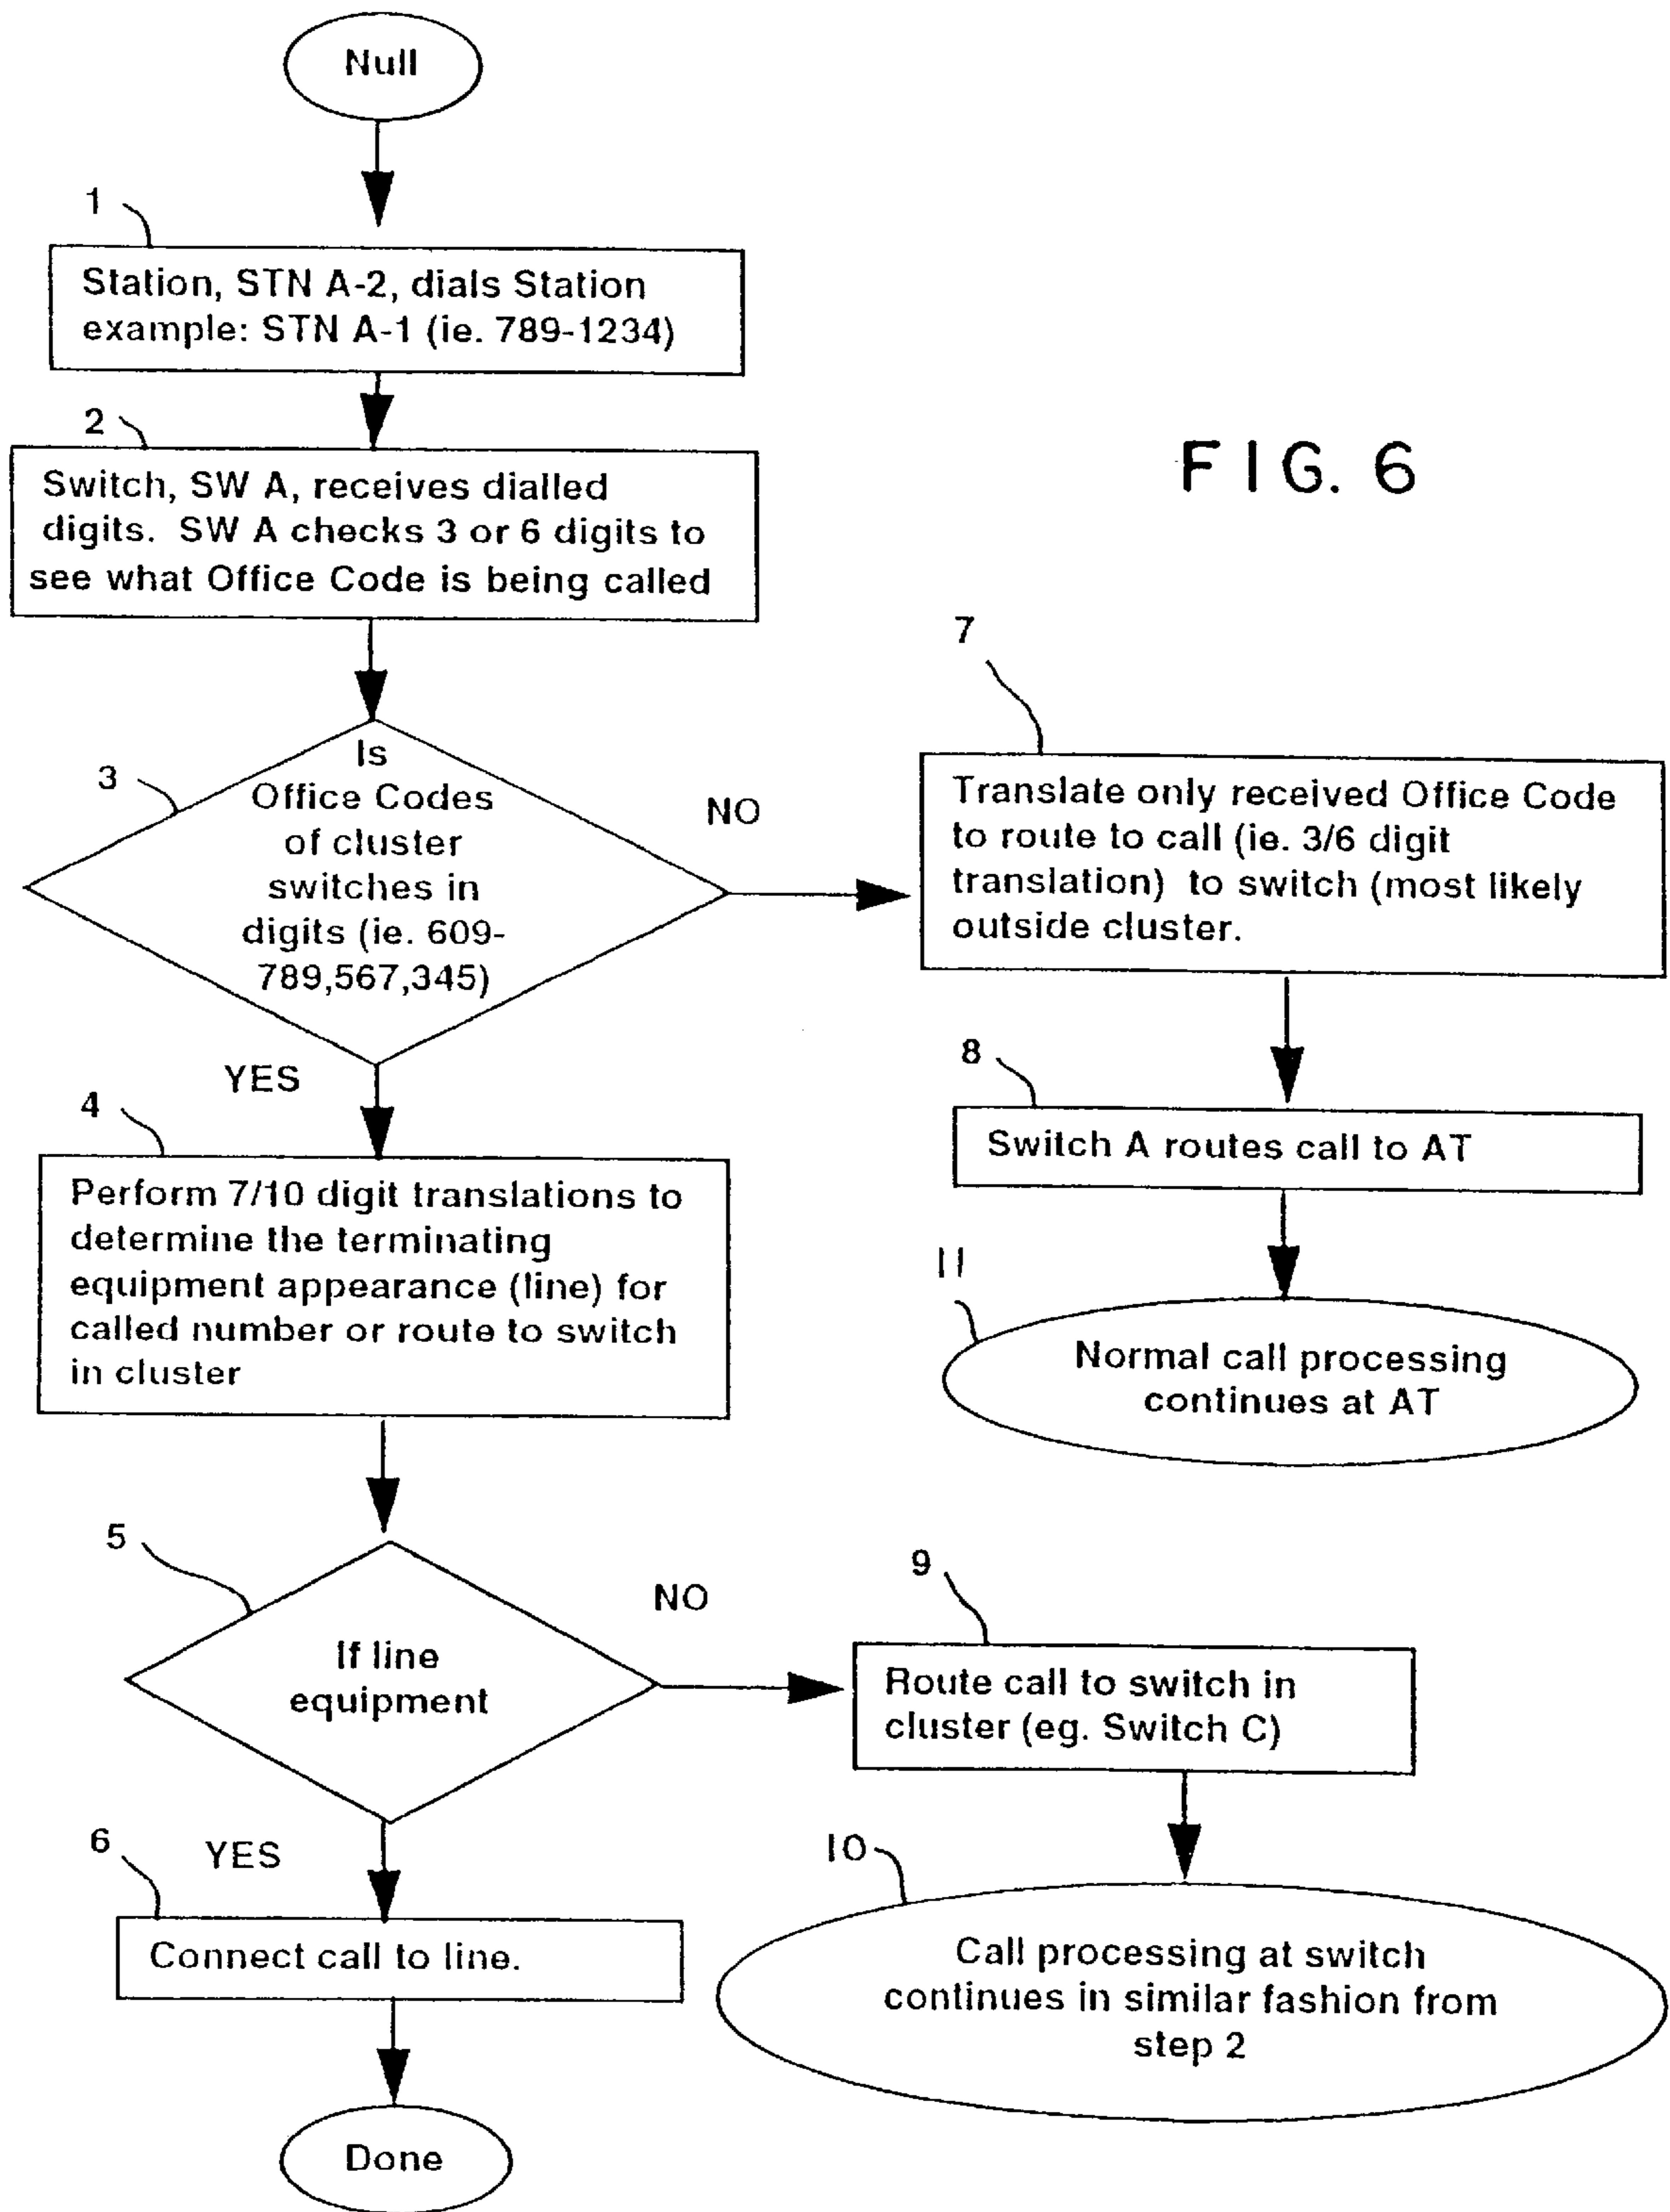 Null
1
Station, STN A-2, dials Station
example: STN A-1 (ie. 789-1234)
2
Switch, SW A, receives dialled
digits. SW A checks 3 or 6 digits to
see what Office Code is being called
FIG. 6
3
Is
Office Codes
of cluster
switches in
digits (ie. 609-
789,567,345)
NO
YES
7
Translate only received Office Code
to route to call (ie. 3/6 digit
translation) to switch (most likely
outside cluster.
8
Switch A routes call to AT
11
Normal call processing
continues at AT
4
Perform 7/10 digit translations to
determine the terminating
equipment appearance (line) for
called number or route to switch
in cluster
5
If line
equipment
NO
YES
9
Route call to switch in
cluster (eg. Switch C)
10
Call processing at switch
continues in similar fashion from
step 2
6
Connect call to line.
Done